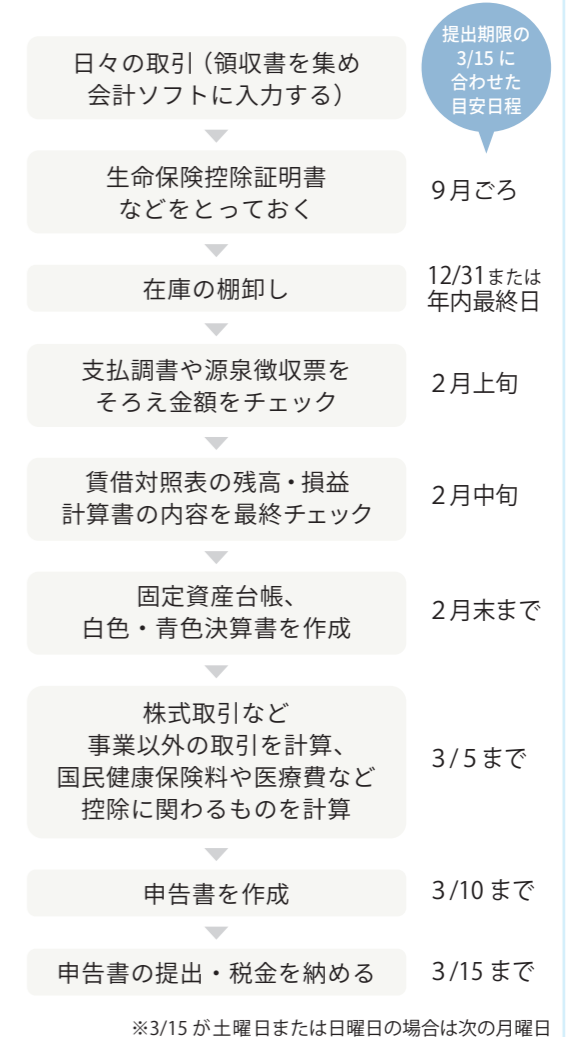 提出期限の
3/15 に
合わせた
目安日程
日々の取引（領収書を集め
会計ソフトに入力する）
生命保険控除証明書
などをとっておく
9月ごろ
在庫の棚卸し
12/31または
年内最終日
支払調書や源泉徴収票を
そろえ金額をチェック
2月上旬
賃借対照表の残高・損益
計算書の内容を最終チェック
2月中旬
固定資産台帳、
白色・青色決算書を作成
2月末まで
株式取引など
事業以外の取引を計算、
国民健康保険料や医療費など
控除に関わるものを計算
3/5まで
申告書を作成
3/10 まで
申告書の提出・税金を納める
3/15 まで
※3/15 が土曜日または日曜日の場合は次の月曜日